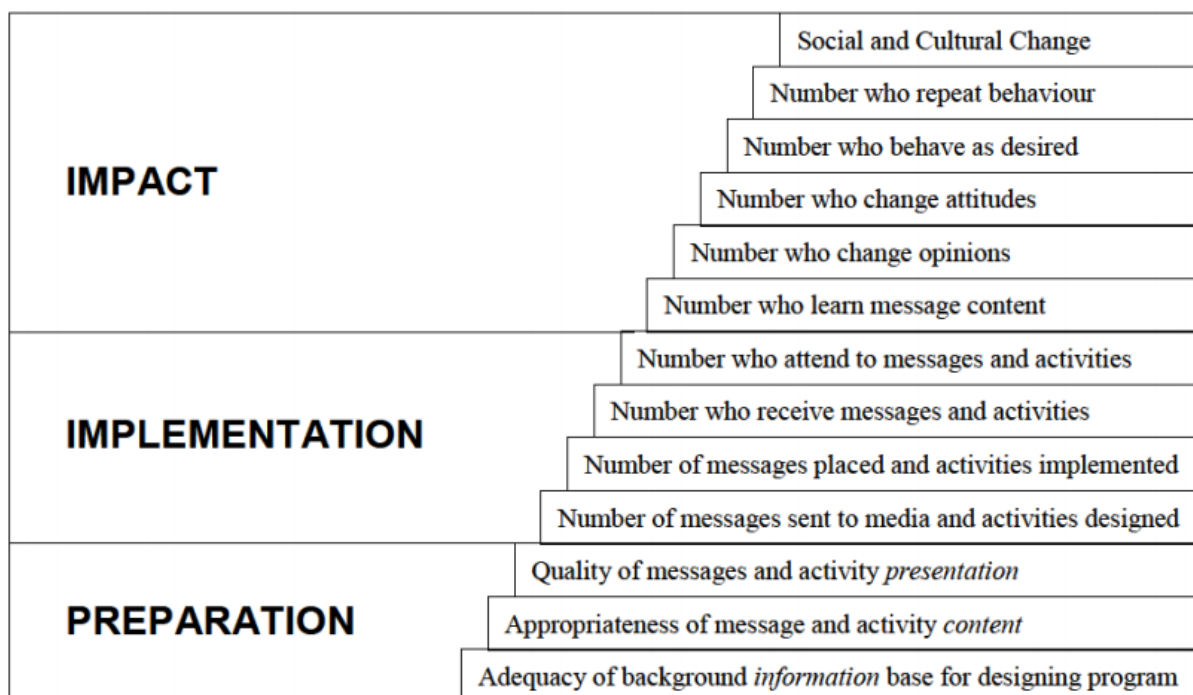 Social and Cultural Change
Number who repeat behaviour
Number who behave as desired
IMPACT
Number who change attitudes
Number who change opinions
Number who learn message content
Number who attend to messages and activities
Number who receive messages and activities
IMPLEMENTATION
Number of messages placed and activities implemented
Number of messages sent to media and activities designed
Quality of messages and activity presentation
PREPARATION
Appropriateness of message and activity content
Adequacy of background information base for designing program